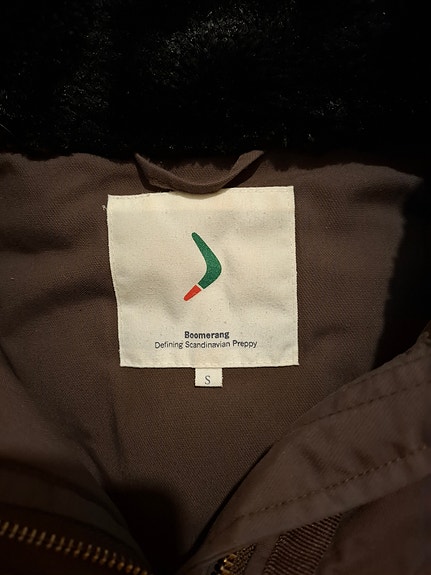 Boomerang
Defining Scandinavian Preppy
S